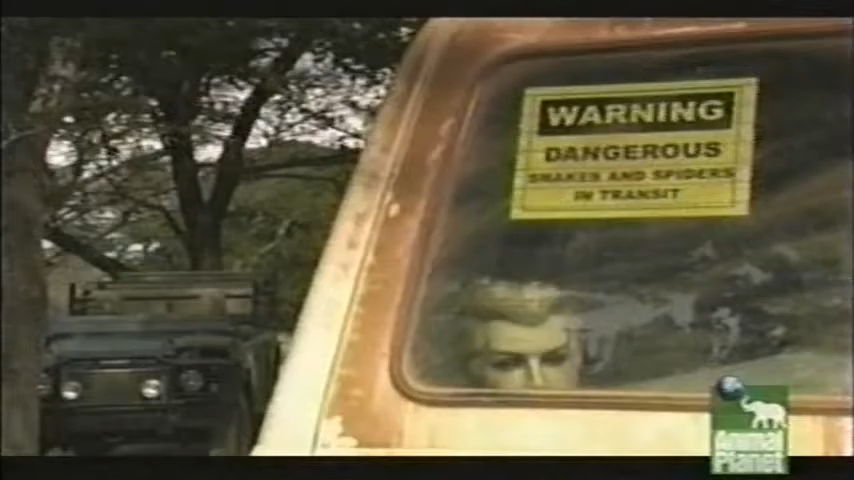 WARNING
DANGEROUS
SNAKES AND SPIDERS
IN TRANSIT
Animal
Planet